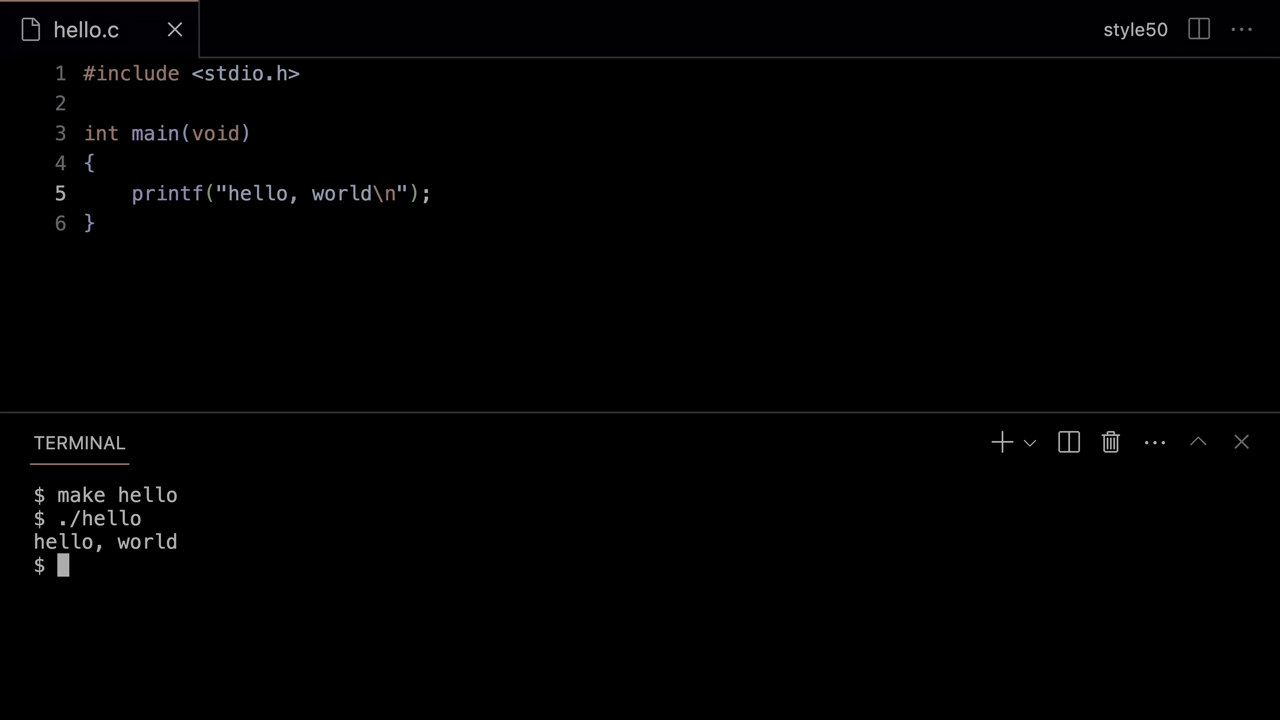 hello.c style50
1 #include <stdio.h>
2
3 int main(void)
4 {
5     printf("hello, world\n");
6 }
TERMINAL
$ make hello
$ ./hello
hello, world
$